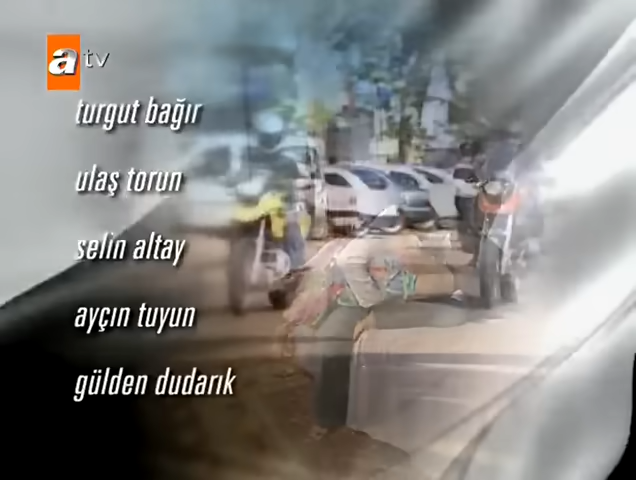 atv
turgut bağır
ulaş torun
selin altay
ayçın tuyun
gülden dudarık